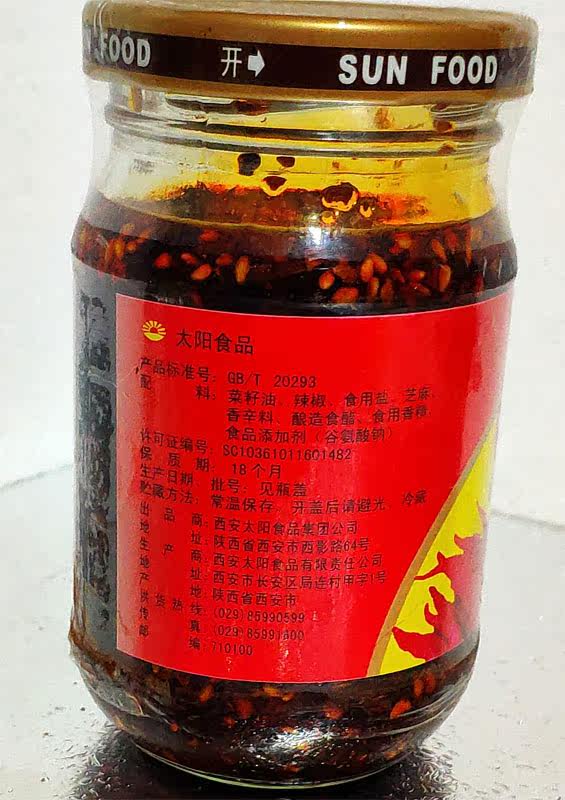 FOOD 开 SUN FOOD
太阳食品
产品标准号: GB/T 20293
配 料: 菜籽油、辣椒、食用盐、芝麻、
香辛料、酿造食醋、食用香精、
食品添加剂（谷氨酸钠）
许可证编号: SC10361011601482
保 质 期: 18个月
生产日期 批号: 见瓶盖
贮藏方法: 常温保存, 开盖后请避光、冷藏
出 品 商: 西安太阳食品集团公司
地 址: 陕西省西安市西影路64号
生 产 商: 西安太阳食品有限责任公司
地 址: 西安市长安区局连村甲字1号
产 地: 陕西省西安市
供货热线: (029)85990599
传 真: (029)85991600
邮 编: 710100